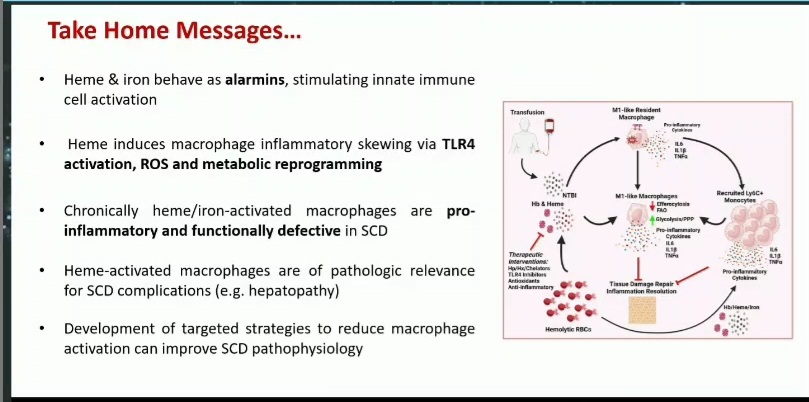 Take Home Messages...
• Heme & iron behave as alarmins, stimulating innate immune
cell activation
• Heme induces macrophage inflammatory skewing via TLR4
activation, ROS and metabolic reprogramming
• Chronically heme/iron-activated macrophages are pro-
inflammatory and functionally defective in SCD
• Heme-activated macrophages are of pathologic relevance
for SCD complications (e.g. hepatopathy)
• Development of targeted strategies to reduce macrophage
activation can improve SCD pathophysiology
Transfusion
M1-like Resident
Macrophage
Pro-inflammatory
Cytokines
IL6
IL1β
TNFα
NTBI
Hb & Heme
M1-like Macrophages
Efferocytosis
FAO
Glycolysis/PPP
Pro-inflammatory
Cytokines
IL6
IL1β
TNFα
Recruited Ly6C+
Monocytes
IL6
IL1β
TNFα
Pro-inflammatory
Cytokines
Therapeutic
Interventions:
Hp/Hx/Chelators
TLR4 Inhibitors
Antioxidants
Anti-inflammatory
Tissue Damage Repair
Inflammation Resolution
Hb/Heme/Iron
Hemolytic RBCs